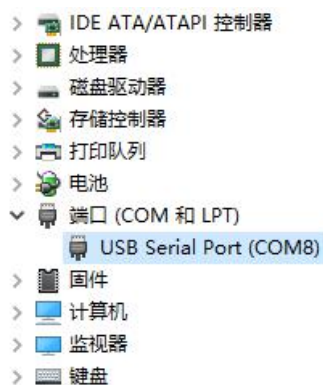 IDE ATA/ATAPI 控制器
处理器
磁盘驱动器
存储控制器
打印队列
电池
端口 (COM 和 LPT)
USB Serial Port (COM8)
固件
计算机
监视器
键盘